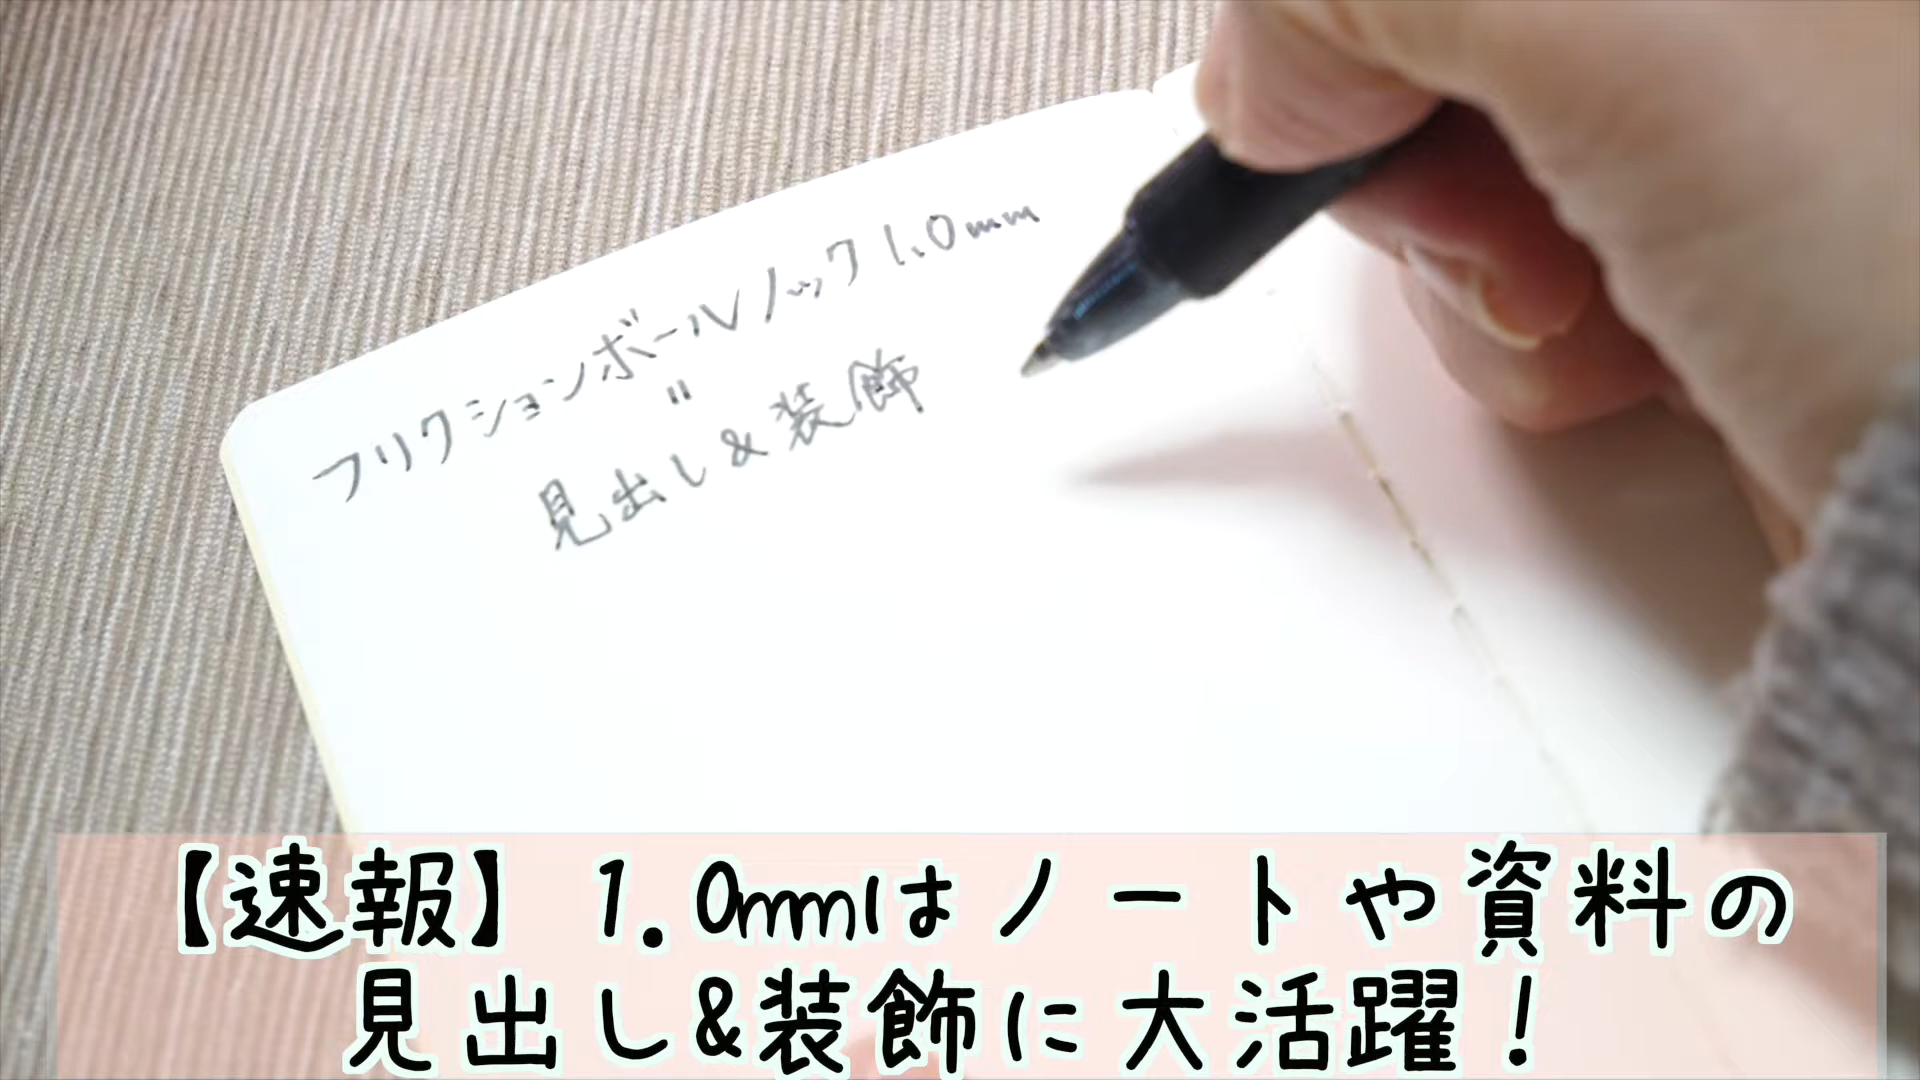 フリクションボールノック1.0mm
〃
見出し&装飾
【速報】1.0mmはノートや資料の
見出し&装飾に大活躍!